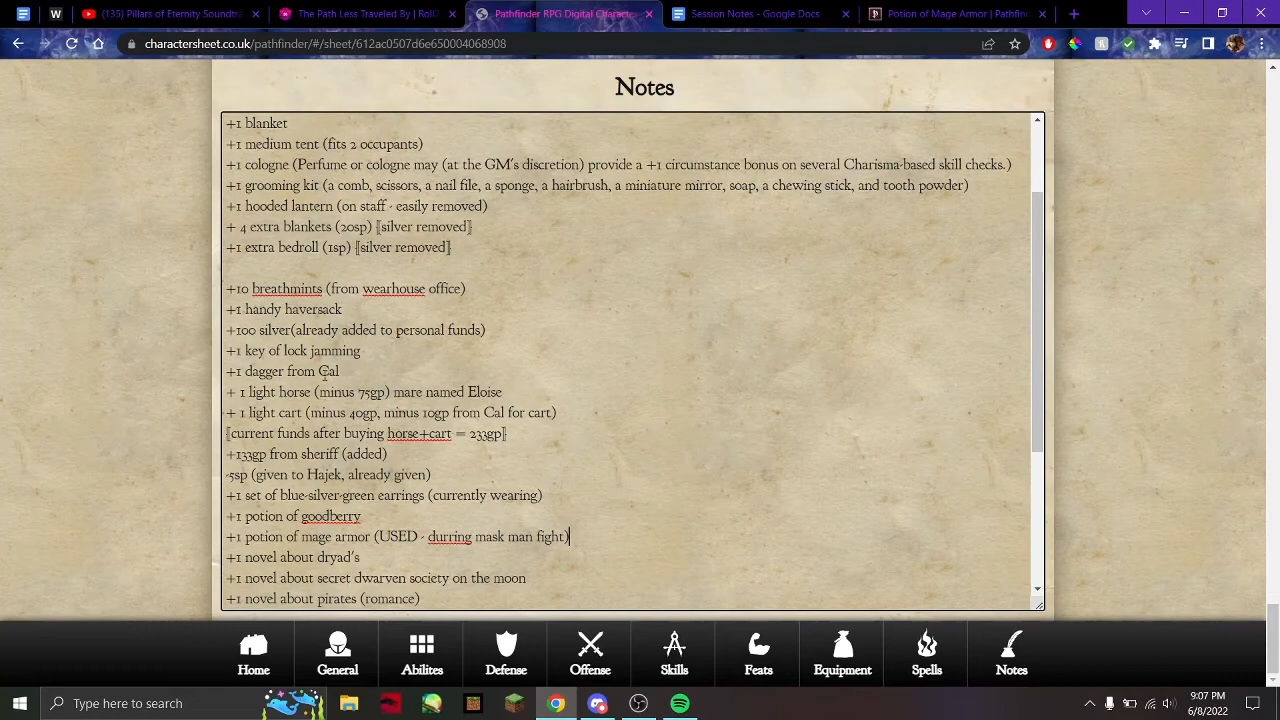 (135) Pillars of Eternity Soundtr
The Path Less Traveled By | Roll
Pathfinder RPG Digital Character
Session Notes - Google Docs
Potion of Mage Armor | Pathfin
charactersheet.co.uk/pathfinder/#/sheet/612ac0507d6e650004068908
Notes
+1 blanket
+1 medium tent (fits 2 occupants)
+1 cologne (Perfume or cologne may (at the GM's discretion) provide a +1 circumstance bonus on several Charisma-based skill checks.)
+1 grooming kit (a comb, scissors, a nail file, a sponge, a hairbrush, a miniature mirror, soap, a chewing stick, and tooth powder)
+1 hooded lantern (on staff - easily removed)
+ 4 extra blankets (20sp) {silver removed}
+1 extra bedroll (1sp) {silver removed}
+10 breathmints (from wearhouse office)
+1 handy haversack
+100 silver(already added to personal funds)
+1 key of lock jamming
+1 dagger from Cal
+ 1 light horse (minus 75gp) mare named Eloise
+ 1 light cart (minus 40gp, minus 10gp from Cal for cart)
{current funds after buying horse+cart = 233gp}
+133gp from sheriff (added)
-5sp (given to Hajek, already given)
+1 set of blue-silver-green earrings (currently wearing)
+1 potion of goodberry
+1 potion of mage armor (USED - durring mask man fight)
+1 novel about dryad's
+1 novel about secret dwarven society on the moon
+1 novel about pirates (romance)
Home General Abilites Defense Offense Skills Feats Equipment Spells Notes
Type here to search
9:07 PM
6/8/2022